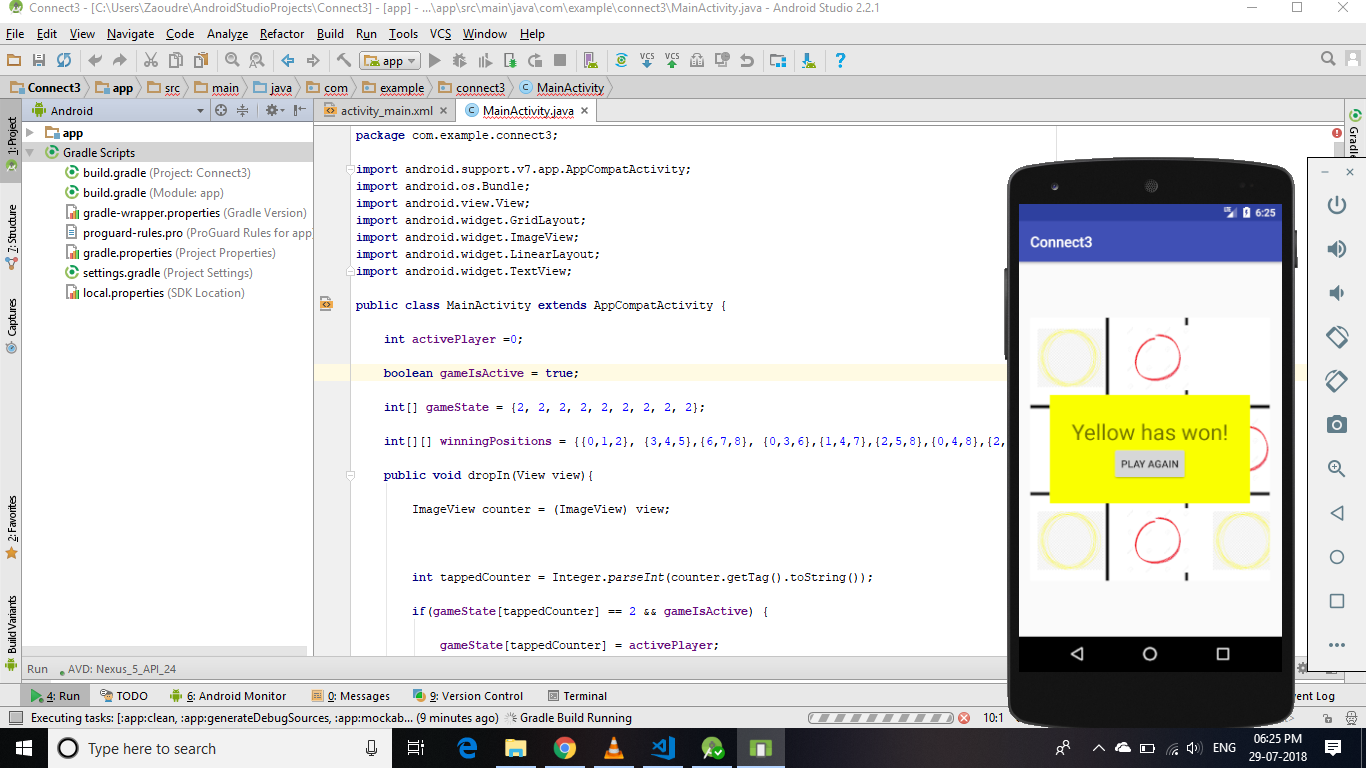 Connect3 - [C:\Users\Zaoudre\AndroidStudioProjects\Connect3] - [app] - ...\app\src\main\java\com\example\connect3\MainActivity.java - Android Studio 2.2.1
File Edit View Navigate Code Analyze Refactor Build Run Tools VCS Window Help
app VCS VCS ?
Connect3 app src main java com example connect3 MainActivity
Android activity_main.xml MainActivity.java
1: Project
7: Structure
Captures
2: Favorites
Build Variants
Gradle
app
Gradle Scripts
build.gradle (Project: Connect3)
build.gradle (Module: app)
gradle-wrapper.properties (Gradle Version)
proguard-rules.pro (ProGuard Rules for app)
gradle.properties (Project Properties)
settings.gradle (Project Settings)
local.properties (SDK Location)
package com.example.connect3;
import android.support.v7.app.AppCompatActivity;
import android.os.Bundle;
import android.view.View;
import android.widget.GridLayout;
import android.widget.ImageView;
import android.widget.LinearLayout;
import android.widget.TextView;
public class MainActivity extends AppCompatActivity {
int activePlayer =0;
boolean gameIsActive = true;
int[] gameState = {2, 2, 2, 2, 2, 2, 2, 2, 2};
int[][] winningPositions = {{0,1,2}, {3,4,5},{6,7,8}, {0,3,6},{1,4,7},{2,5,8},{0,4,8},{2,
public void dropIn(View view){
ImageView counter = (ImageView) view;
int tappedCounter = Integer.parseInt(counter.getTag().toString());
if(gameState[tappedCounter] == 2 && gameIsActive) {
gameState[tappedCounter] = activePlayer;
6:25
Connect3
Yellow has won!
PLAY AGAIN
Run AVD: Nexus_5_API_24
4: Run TODO 6: Android Monitor 0: Messages 9: Version Control Terminal vent Log
Executing tasks: [:app:clean, :app:generateDebugSources, :app:mockab... (9 minutes ago) Gradle Build Running 10:1
Type here to search ENG 06:25 PM
29-07-2018